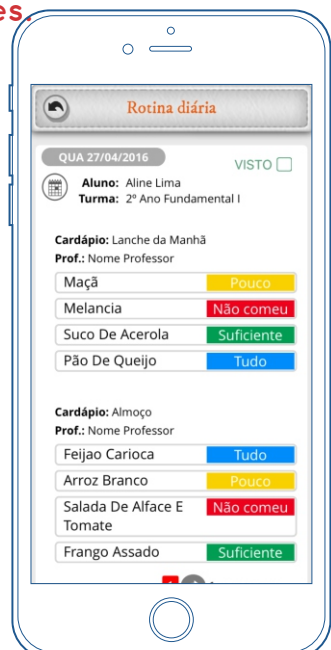 es.
Rotina diária
QUA 27/04/2016
VISTO
Aluno: Aline Lima
Turma: 2º Ano Fundamental I
Cardápio: Lanche da Manhã
Prof.: Nome Professor
Maçã Pouco
Melancia Não comeu
Suco De Acerola Suficiente
Pão De Queijo Tudo
Cardápio: Almoço
Prof.: Nome Professor
Feijao Carioca Tudo
Arroz Branco Pouco
Salada De Alface E Não comeu
Tomate
Frango Assado Suficiente